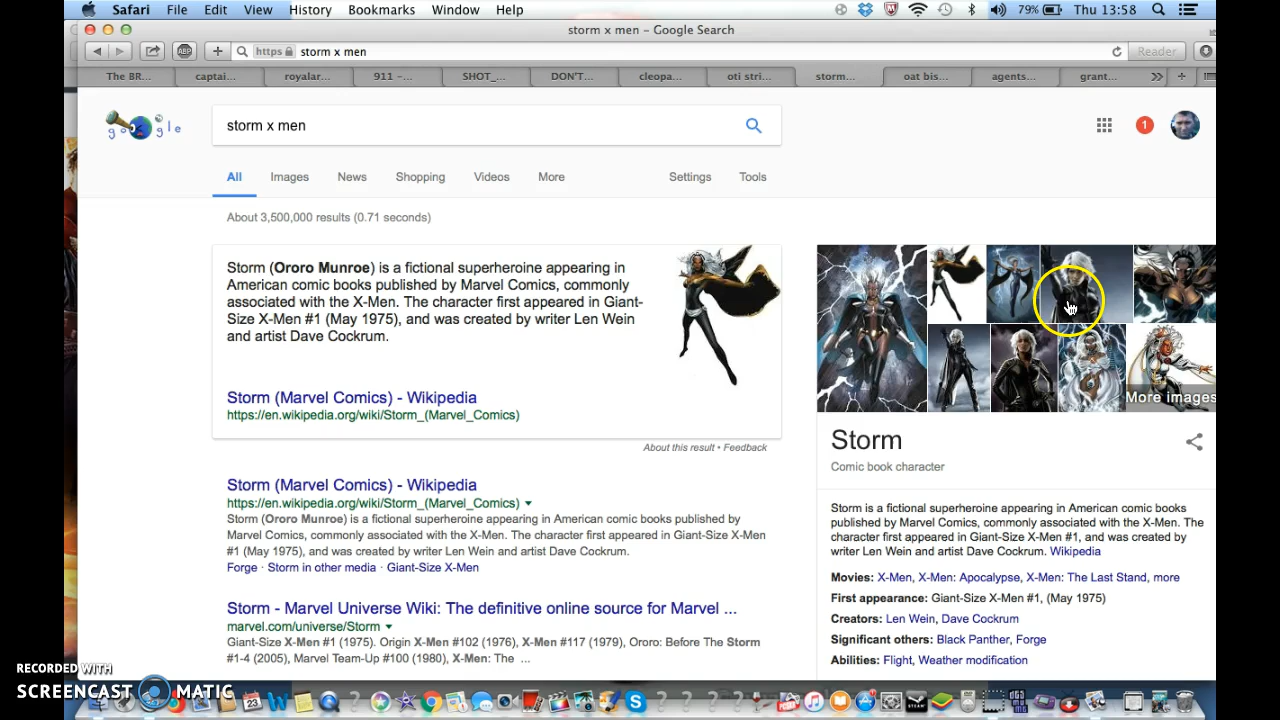 Safari File Edit View History Bookmarks Window Help 79% Thu 13:58
storm x men – Google Search
ABP + https storm x men Reader
The BR... captai... royalar... 911 –... SHOT_... DON'T... cleopa... oti stri... storm... oat bis... agents... grant... >> +
google storm x men 1
All Images News Shopping Videos More Settings Tools
About 3,500,000 results (0.71 seconds)
Storm (Ororo Munroe) is a fictional superheroine appearing in
American comic books published by Marvel Comics, commonly
associated with the X-Men. The character first appeared in Giant-
Size X-Men #1 (May 1975), and was created by writer Len Wein
and artist Dave Cockrum.
Storm (Marvel Comics) - Wikipedia
https://en.wikipedia.org/wiki/Storm_(Marvel_Comics)
About this result • Feedback
Storm (Marvel Comics) - Wikipedia
https://en.wikipedia.org/wiki/Storm_(Marvel_Comics)
Storm (Ororo Munroe) is a fictional superheroine appearing in American comic books published by
Marvel Comics, commonly associated with the X-Men. The character first appeared in Giant-Size X-Men
#1 (May 1975), and was created by writer Len Wein and artist Dave Cockrum.
Forge · Storm in other media · Giant-Size X-Men
Storm - Marvel Universe Wiki: The definitive online source for Marvel ...
marvel.com/universe/Storm
Giant-Size X-Men #1 (1975). Origin X-Men #102 (1976), X-Men #117 (1979), Ororo: Before The Storm
#1-4 (2005), Marvel Team-Up #100 (1980), X-Men: The ...
More images
Storm
Comic book character
Storm is a fictional superheroine appearing in American comic books
published by Marvel Comics, commonly associated with the X-Men. The
character first appeared in Giant-Size X-Men #1, and was created by
writer Len Wein and artist Dave Cockrum. Wikipedia
Movies: X-Men, X-Men: Apocalypse, X-Men: The Last Stand, more
First appearance: Giant-Size X-Men #1, (May 1975)
Creators: Len Wein, Dave Cockrum
Significant others: Black Panther, Forge
Abilities: Flight, Weather modification
RECORDED WITH
SCREENCAST MATIC
23